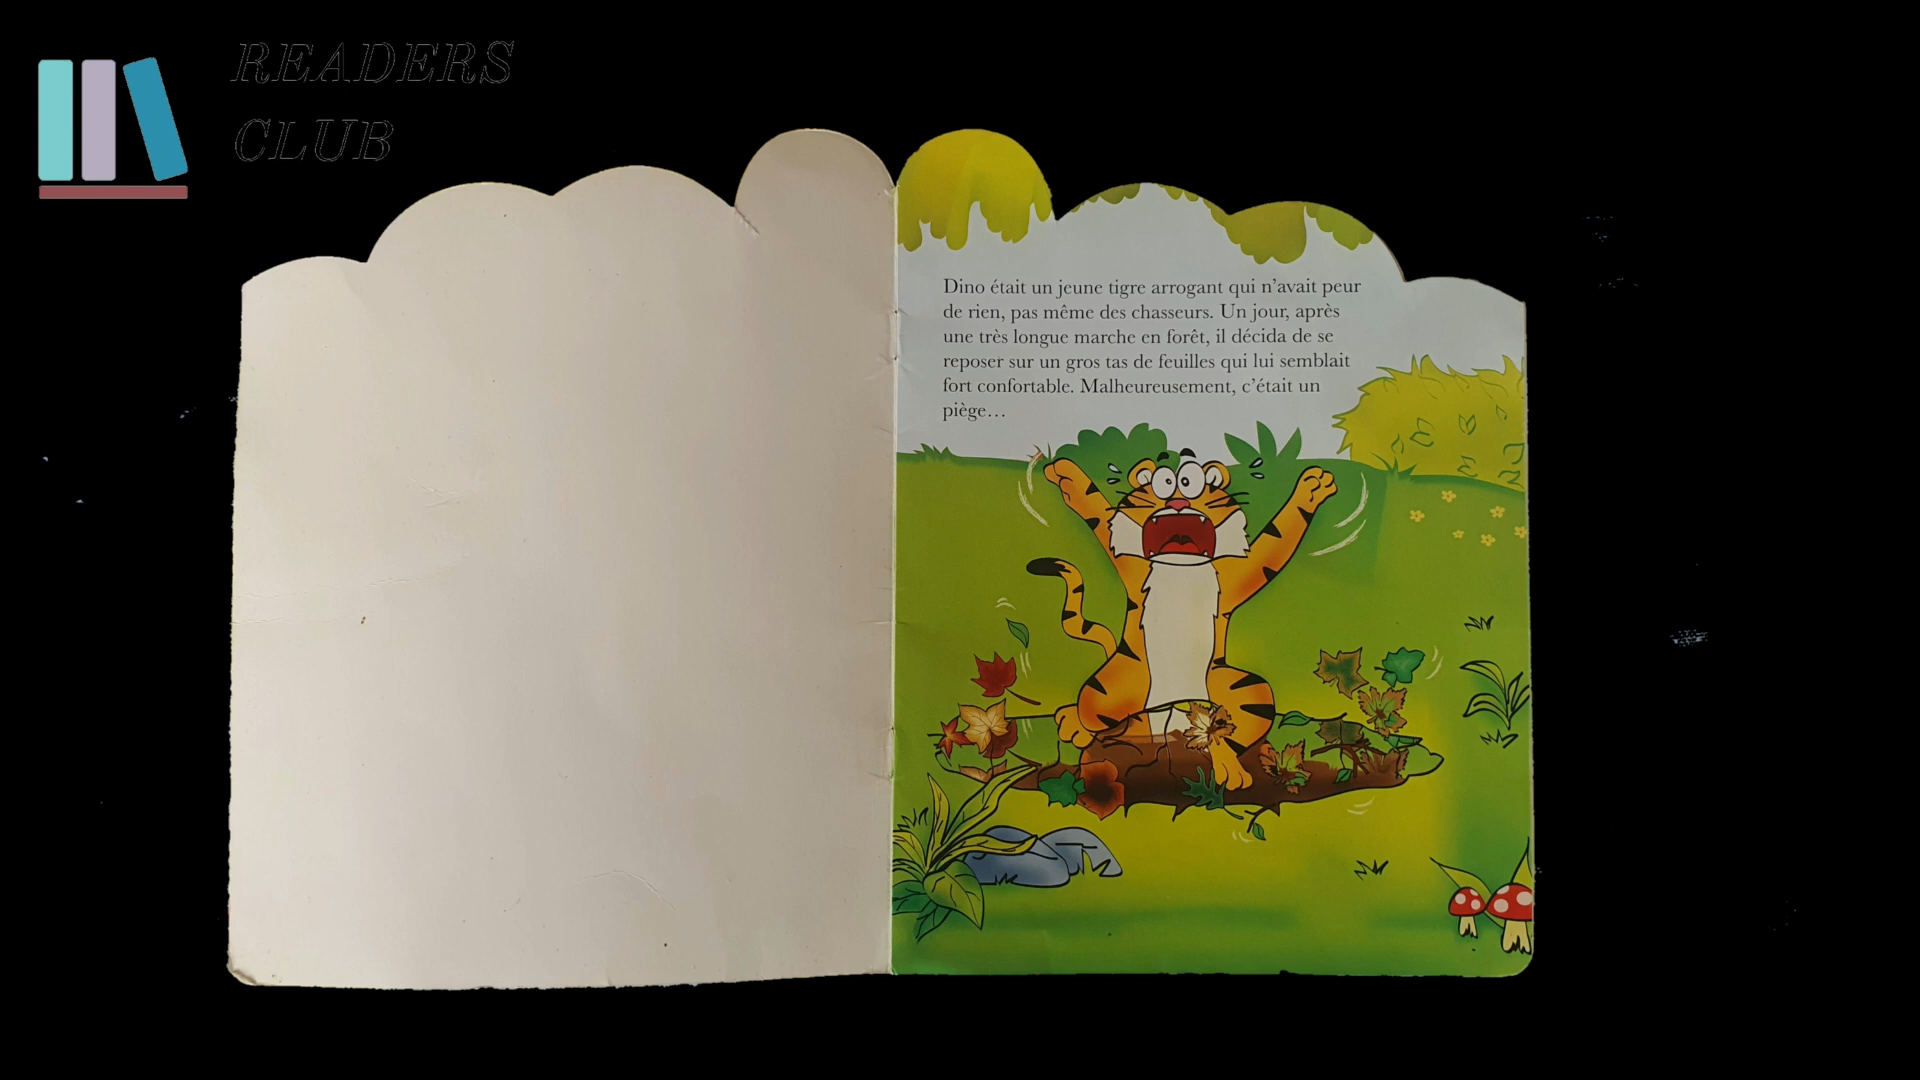 READERS
CLUB
Dino était un jeune tigre arrogant qui n'avait peur
de rien, pas même des chasseurs. Un jour, après
une très longue marche en forêt, il décida de se
reposer sur un gros tas de feuilles qui lui semblait
fort confortable. Malheureusement, c'était un
piège…